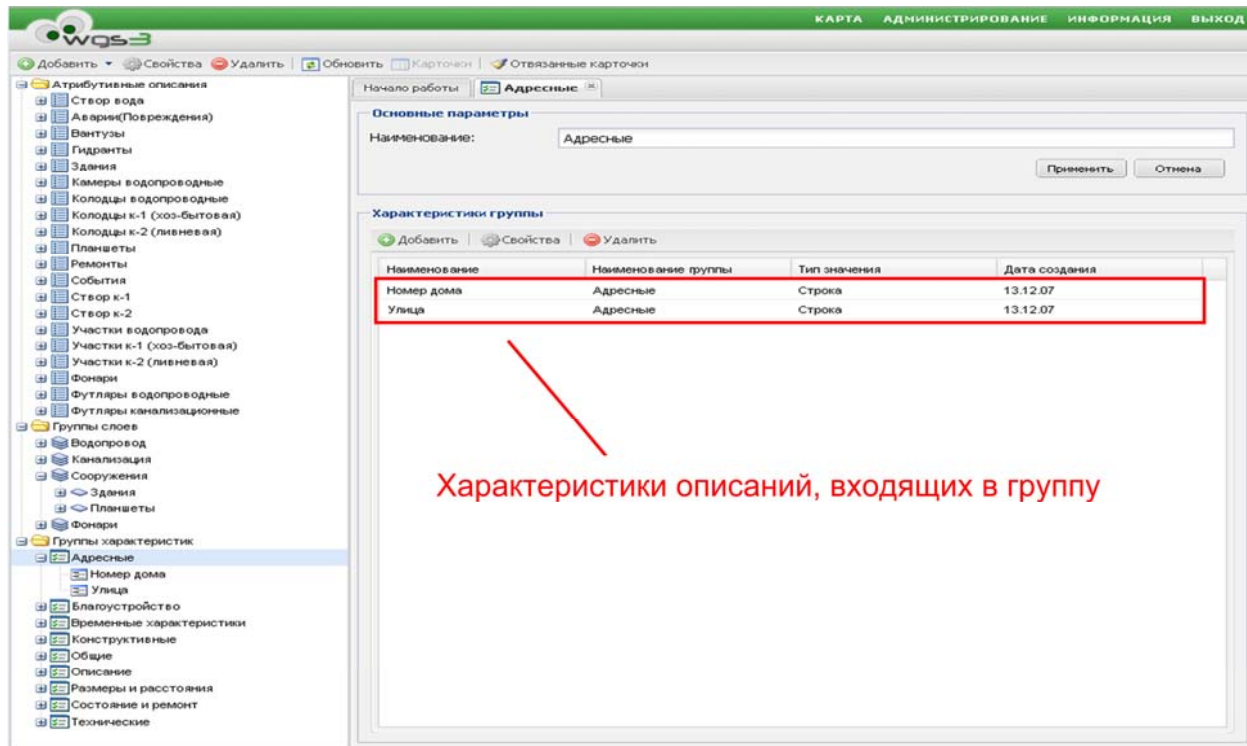 КАРТА АДМИНИСТРИРОВАНИЕ ИНФОРМАЦИЯ ВЫХОД
wgs3
Добавить Свойства Удалить Обновить Карточки Отвязанные карточки
Атрибутивные описания
Створ вода
Аварии(Повреждения)
Вантузы
Гидранты
Здания
Камеры водопроводные
Колодцы водопроводные
Колодцы к-1 (хоз-бытовая)
Колодцы к-2 (ливневая)
Планшеты
Ремонты
События
Створ к-1
Створ к-2
Участки водопровода
Участки к-1 (хоз-бытовая)
Участки к-2 (ливневая)
Фонари
Футляры водопроводные
Футляры канализационные
Группы слоев
Водопровод
Канализация
Сооружения
Здания
Планшеты
Фонари
Группы характеристик
Адресные
Номер дома
Улица
Благоустройство
Временные характеристики
Конструктивные
Общие
Описание
Размеры и расстояния
Состояние и ремонт
Технические
Начало работы Адресные
Основные параметры
Наименование: Адресные
Применить Отмена
Характеристики группы
Добавить Свойства Удалить
Наименование Наименование группы Тип значения Дата создания
Номер дома Адресные Строка 13.12.07
Улица Адресные Строка 13.12.07
Характеристики описаний, входящих в группу